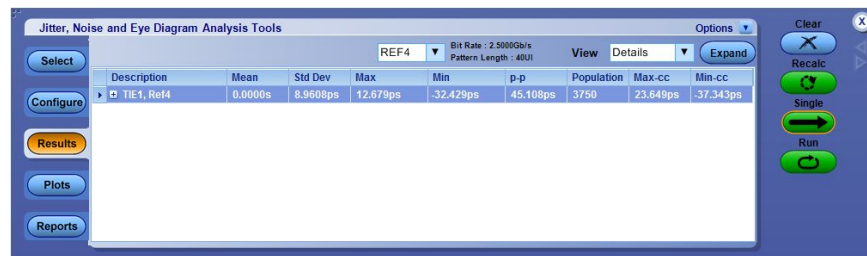 Jitter, Noise and Eye Diagram Analysis Tools
Options
Clear
X
Select
REF4
Bit Rate : 2.5000Gb/s
Pattern Length : 40UI
View
Details
Expand
Recalc
Description Mean Std Dev Max Min p-p Population Max-cc Min-cc
TIE1, Ref4 0.0000s 8.9608ps 12.679ps -32.429ps 45.108ps 3750 23.649ps -37.343ps
Configure
Single
Results
Run
Plots
Reports